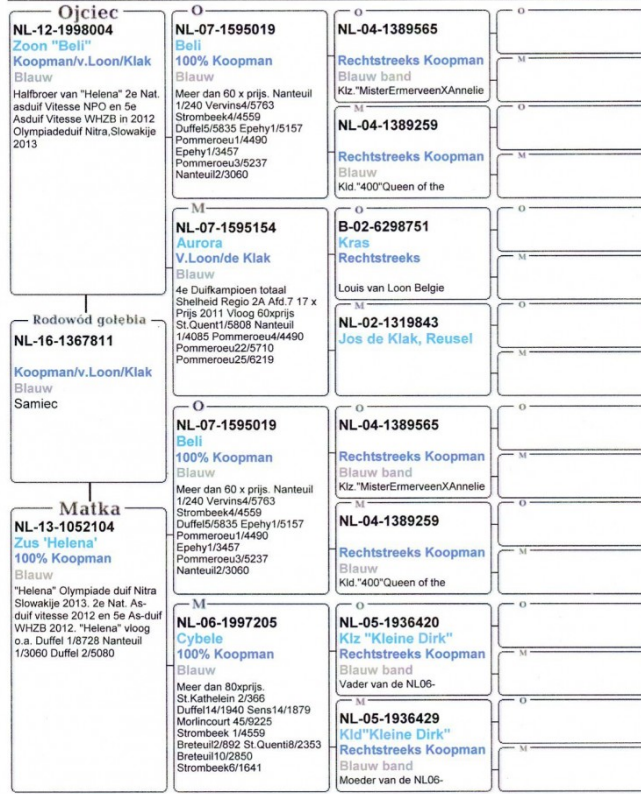 Ojciec
NL-12-1998004
Zoon "Beli"
Koopman/v.Loon/Klak
Blauw
Halfbroer van "Helena" 2e Nat.
asduif Vitesse NPO en 5e
Asduif Vitesse WHZB in 2012
Olympiadeduif Nitra,Slowakije
2013
Rodowód gołębia
NL-16-1367811
Koopman/v.Loon/Klak
Blauw
Samiec
Matka
NL-13-1052104
Zus 'Helena'
100% Koopman
Blauw
"Helena" Olympiade duif Nitra
Slowakije 2013. 2e Nat. As-
duif vitesse 2012 en 5e As-duif
WHZB 2012. "Helena" vloog
o.a. Duffel 1/8728 Nanteuil
1/3060 Duffel 2/5080
O
NL-07-1595019
Beli
100% Koopman
Blauw
Meer dan 60 x prijs. Nanteuil
1/240 Vervins4/5763
Strombeek4/4559
Duffel5/5835 Epehy1/5157
Pommeroeu1/4490
Epehy1/3457
Pommeroeu3/5237
Nanteuil2/3060
M
NL-07-1595154
Aurora
V.Loon/de Klak
Blauw
4e Duifkampioen totaal
Shelheid Regio 2A Afd.7 17 x
Prijs 2011 Vloog 60xprijs
St.Quent1/5808 Nanteuil
1/4085 Pommeroeu4/4490
Pommeroeu22/5710
Pommeroeu25/6219
O
NL-07-1595019
Beli
100% Koopman
Blauw
Meer dan 60 x prijs. Nanteuil
1/240 Vervins4/5763
Strombeek4/4559
Duffel5/5835 Epehy1/5157
Pommeroeu1/4490
Epehy1/3457
Pommeroeu3/5237
Nanteuil2/3060
M
NL-06-1997205
Cybele
100% Koopman
Blauw
Meer dan 80xprijs.
St.Kathelein 2/366
Duffel14/1940 Sens14/1879
Morlincourt 45/9225
Strombeek 1/4559
Breteuil2/892 St.Quenti8/2353
Breteuil10/2850
Strombeek6/1641
O
NL-04-1389565
Rechtstreeks Koopman
Blauw band
Klz."MisterErmerveenXAnnelie
M
NL-04-1389259
Rechtstreeks Koopman
Blauw
Kld."400"Queen of the
O
B-02-6298751
Kras
Rechtstreeks
Louis van Loon Belgie
M
NL-02-1319843
Jos de Klak, Reusel
O
NL-04-1389565
Rechtstreeks Koopman
Blauw band
Klz."MisterErmerveenXAnnelie
M
NL-04-1389259
Rechtstreeks Koopman
Blauw
Kld."400"Queen of the
O
NL-05-1936420
Klz "Kleine Dirk"
Rechtstreeks Koopman
Blauw band
Vader van de NL06-
M
NL-05-1936429
Kld"Kleine Dirk"
Rechtstreeks Koopman
Blauw band
Moeder van de NL06-
O
M
O
M
O
M
O
M
O
M
O
M
O
M
O
M